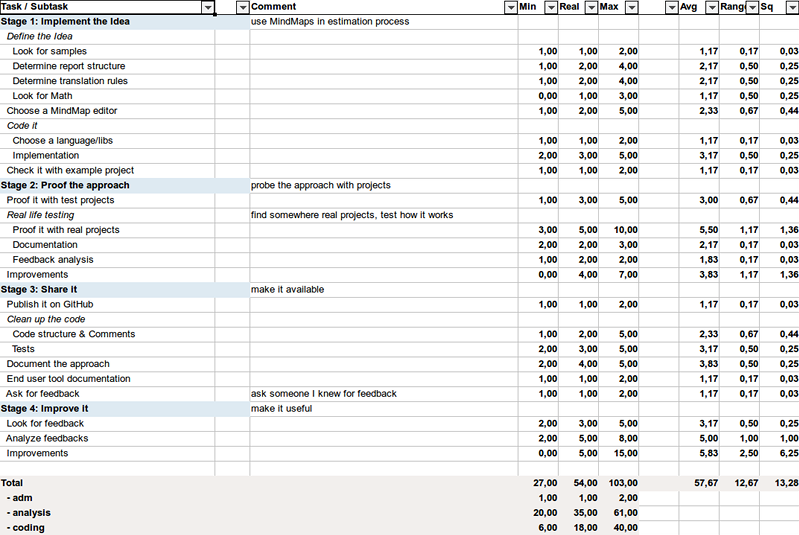 Task / Subtask Comment Min Real Max Avg Rang Sq
Stage 1: Implement the Idea use MindMaps in estimation process
Define the Idea
Look for samples 1,00 1,00 2,00 1,17 0,17 0,03
Determine report structure 1,00 2,00 4,00 2,17 0,50 0,25
Determine translation rules 1,00 2,00 4,00 2,17 0,50 0,25
Look for Math 0,00 1,00 3,00 1,17 0,50 0,25
Choose a MindMap editor 1,00 2,00 5,00 2,33 0,67 0,44
Code it
Choose a language/libs 1,00 1,00 2,00 1,17 0,17 0,03
Implementation 2,00 3,00 5,00 3,17 0,50 0,25
Check it with example project 1,00 1,00 2,00 1,17 0,17 0,03
Stage 2: Proof the approach probe the approach with projects
Proof it with test projects 1,00 3,00 5,00 3,00 0,67 0,44
Real life testing find somewhere real projects, test how it works
Proof it with real projects 3,00 5,00 10,00 5,50 1,17 1,36
Documentation 2,00 2,00 3,00 2,17 0,17 0,03
Feedback analysis 1,00 2,00 2,00 1,83 0,17 0,03
Improvements 0,00 4,00 7,00 3,83 1,17 1,36
Stage 3: Share it make it available
Publish it on GitHub 1,00 1,00 2,00 1,17 0,17 0,03
Clean up the code
Code structure & Comments 1,00 2,00 5,00 2,33 0,67 0,44
Tests 2,00 3,00 5,00 3,17 0,50 0,25
Document the approach 2,00 4,00 5,00 3,83 0,50 0,25
End user tool documentation 1,00 1,00 2,00 1,17 0,17 0,03
Ask for feedback ask someone I knew for feedback 1,00 1,00 2,00 1,17 0,17 0,03
Stage 4: Improve it make it useful
Look for feedback 2,00 3,00 5,00 3,17 0,50 0,25
Analyze feedbacks 2,00 5,00 8,00 5,00 1,00 1,00
Improvements 0,00 5,00 15,00 5,83 2,50 6,25
Total 27,00 54,00 103,00 57,67 12,67 13,28
- adm 1,00 1,00 2,00
- analysis 20,00 35,00 61,00
- coding 6,00 18,00 40,00